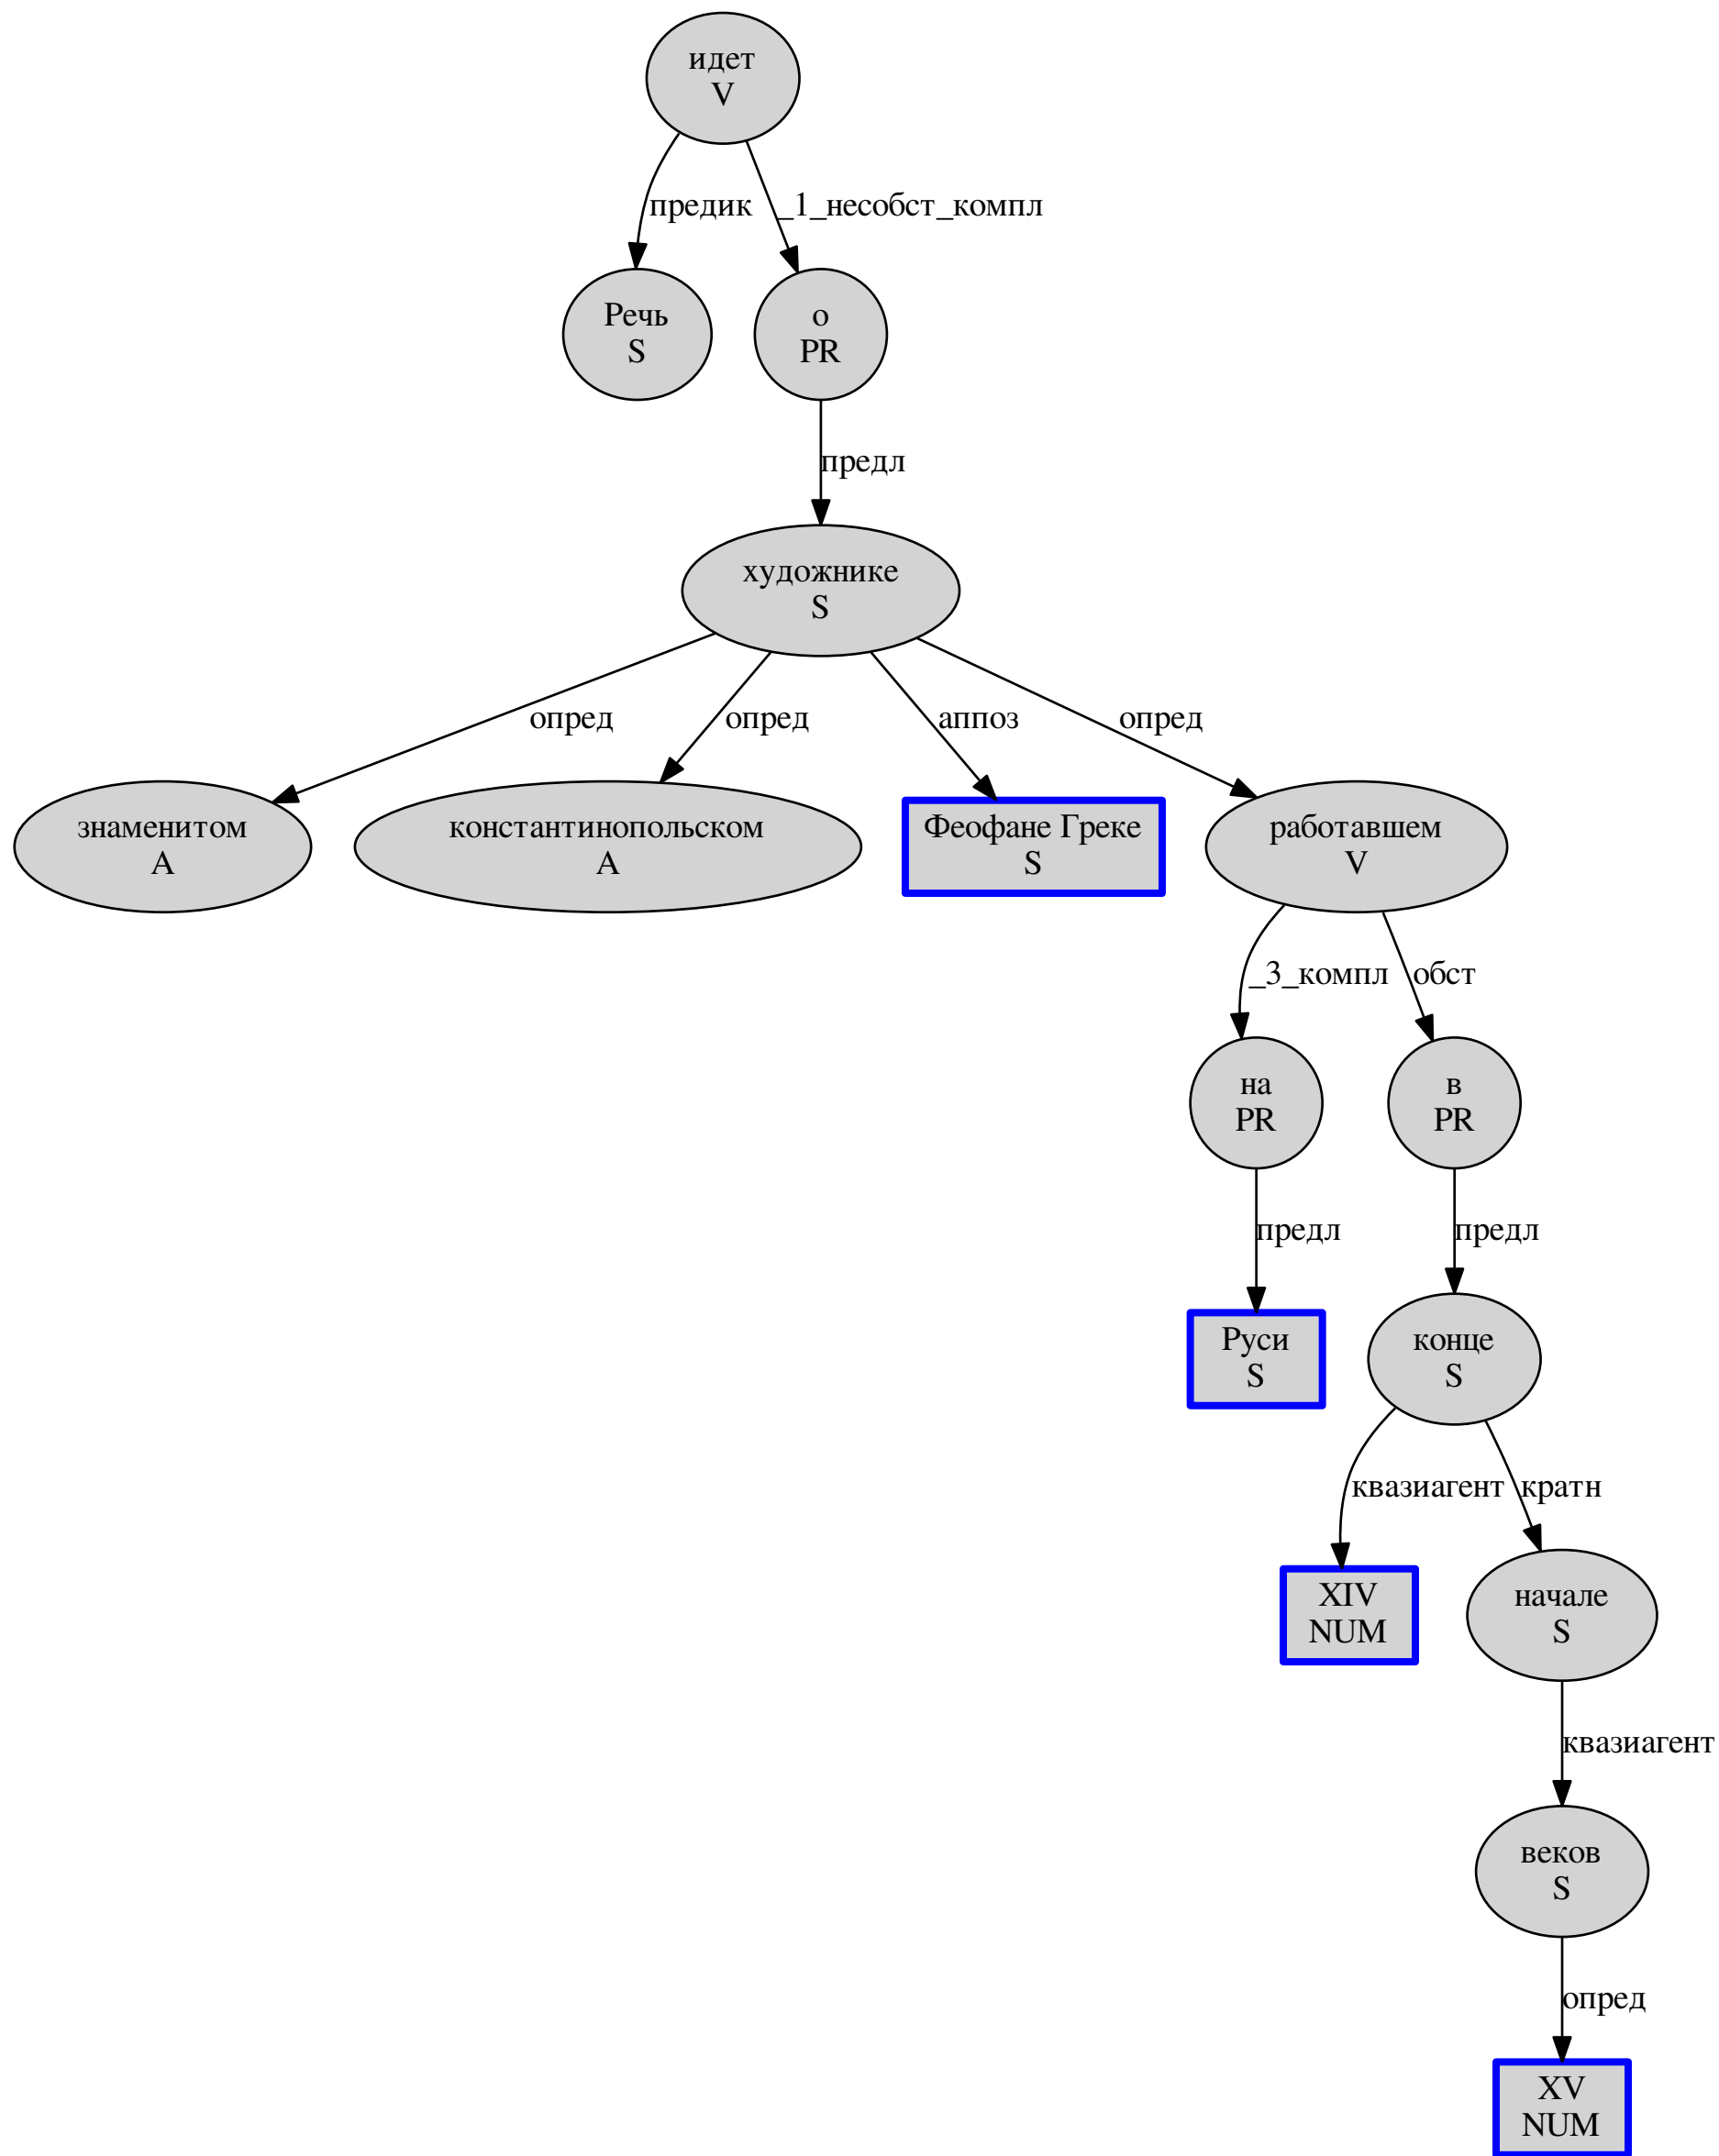 идет
V
предик
_1_несобст_компл
Речь
S
о
PR
предл
художнике
S
опред
опред
аппоз
опред
знаменитом
A
константинопольском
A
Феофане Греке
S
работавшем
V
_3_компл
обст
на
PR
в
PR
предл
предл
Руси
S
конце
S
квазиагент
кратн
XIV
NUM
начале
S
квазиагент
веков
S
опред
XV
NUM